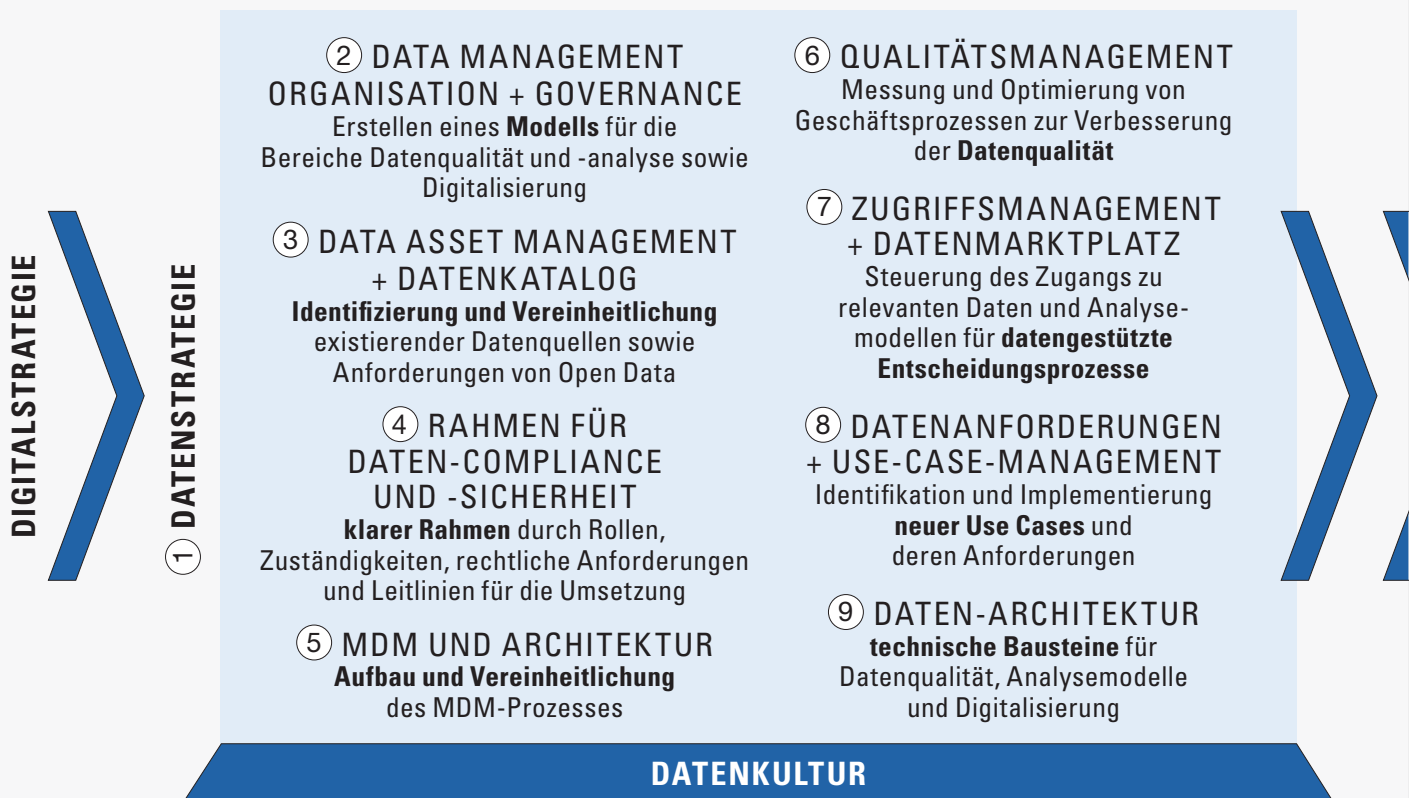 DIGITALSTRATEGIE
1 DATENSTRATEGIE
2 DATA MANAGEMENT
ORGANISATION + GOVERNANCE
Erstellen eines Modells für die
Bereiche Datenqualität und -analyse sowie
Digitalisierung
3 DATA ASSET MANAGEMENT
+ DATENKATALOG
Identifizierung und Vereinheitlichung
existierender Datenquellen sowie
Anforderungen von Open Data
4 RAHMEN FÜR
DATEN-COMPLIANCE
UND -SICHERHEIT
klarer Rahmen durch Rollen,
Zuständigkeiten, rechtliche Anforderungen
und Leitlinien für die Umsetzung
5 MDM UND ARCHITEKTUR
Aufbau und Vereinheitlichung
des MDM-Prozesses
6 QUALITÄTSMANAGEMENT
Messung und Optimierung von
Geschäftsprozessen zur Verbesserung
der Datenqualität
7 ZUGRIFFSMANAGEMENT
+ DATENMARKTPLATZ
Steuerung des Zugangs zu
relevanten Daten und Analyse-
modellen für datengestützte
Entscheidungsprozesse
8 DATENANFORDERUNGEN
+ USE-CASE-MANAGEMENT
Identifikation und Implementierung
neuer Use Cases und
deren Anforderungen
9 DATEN-ARCHITEKTUR
technische Bausteine für
Datenqualität, Analysemodelle
und Digitalisierung
DATENKULTUR